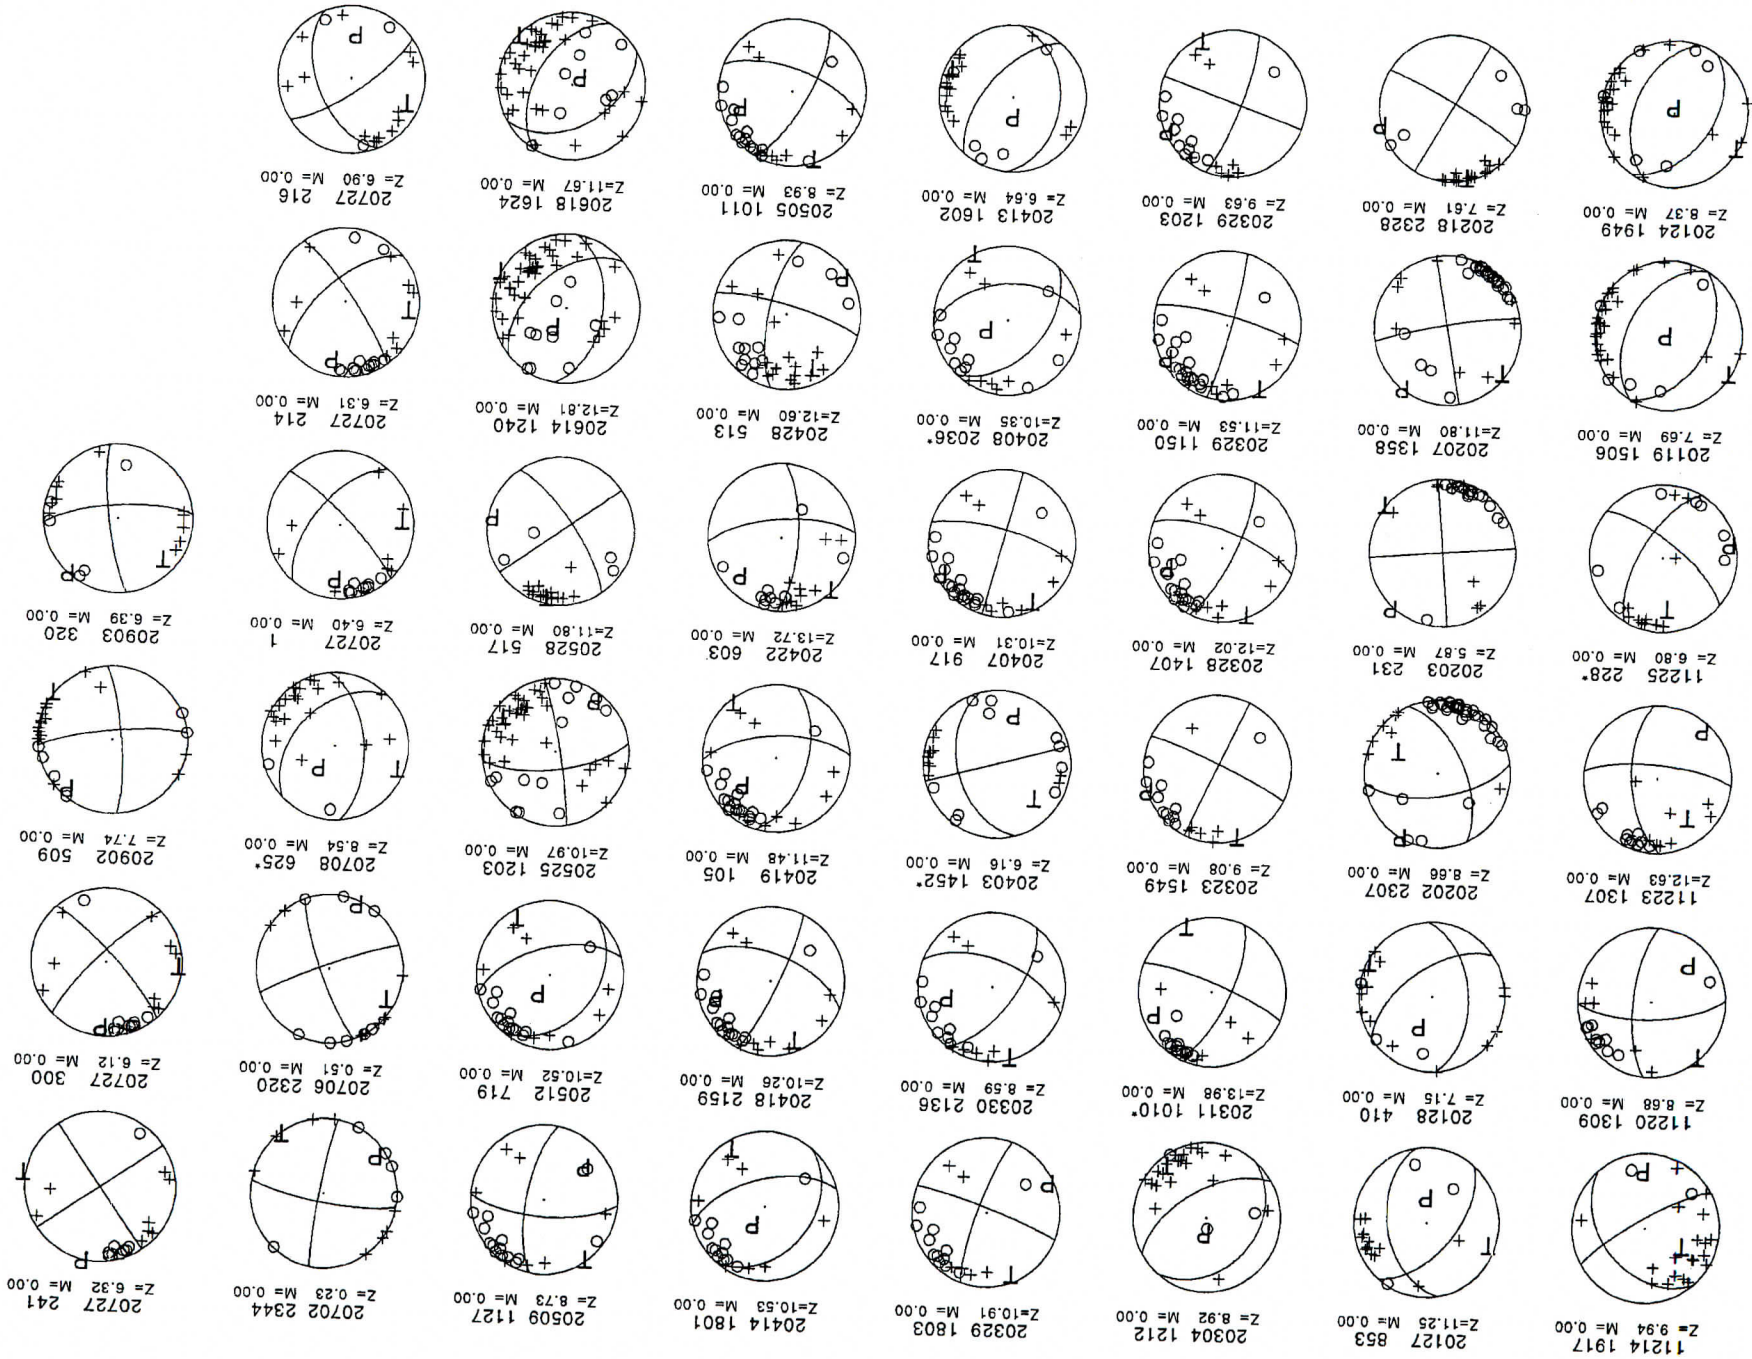 11214 1917
Z= 9.94 M= 0.00
T
P
11220 1309
Z= 8.68 M= 0.00
T
P
11223 1307
Z=12.63 M= 0.00
T
P
11225 228*
Z= 6.80 M= 0.00
T
P
20119 1506
Z= 7.69 M= 0.00
T
P
20124 1949
Z= 8.37 M= 0.00
T
P
20127 853
Z=11.25 M= 0.00
T
P
20128 410
Z= 7.15 M= 0.00
P
T
20202 2307
Z= 8.66 M= 0.00
P
T
20203 231
Z= 5.87 M= 0.00
P
T
20207 1358
Z=11.80 M= 0.00
P
T
20218 2328
Z= 7.61 M= 0.00
T
P
20304 1212
Z= 8.92 M= 0.00
P
T
20311 1010*
Z=13.98 M= 0.00
P
T
20323 1549
Z= 9.08 M= 0.00
T
P
20328 1407
Z=12.02 M= 0.00
T
P
20329 1150
Z=11.53 M= 0.00
T
P
20329 1203
Z= 9.63 M= 0.00
P
T
20329 1803
Z=10.91 M= 0.00
T
P
20330 2136
Z= 8.59 M= 0.00
T
P
20403 1452*
Z= 6.16 M= 0.00
T
P
20407 917
Z=10.31 M= 0.00
T
P
20408 2036*
Z=10.35 M= 0.00
P
T
20413 1602
Z= 6.64 M= 0.00
P
T
20414 1801
Z=10.53 M= 0.00
P
T
20418 2159
Z=10.26 M= 0.00
T
P
20419 105
Z=11.48 M= 0.00
P
T
20422 603
Z=13.72 M= 0.00
T
P
20428 513
Z=12.60 M= 0.00
T
P
20505 1011
Z= 8.93 M= 0.00
T
P
20509 1127
Z= 8.73 M= 0.00
T
P
20512 719
Z=10.52 M= 0.00
P
T
20525 1203
Z=10.97 M= 0.00
T
P
20528 517
Z=11.80 M= 0.00
T
P
20614 1240
Z=12.81 M= 0.00
P
T
20618 1624
Z=11.67 M= 0.00
P
T
20702 2344
Z= 0.23 M= 0.00
P
T
20706 2320
Z= 0.51 M= 0.00
T
P
20708 625*
Z= 8.54 M= 0.00
T
P
20727 1
Z= 6.40 M= 0.00
P
T
20727 214
Z= 6.31 M= 0.00
P
T
20727 216
Z= 6.90 M= 0.00
T
P
20727 241
Z= 6.32 M= 0.00
P
T
20727 300
Z= 6.12 M= 0.00
P
T
20902 509
Z= 7.74 M= 0.00
P
T
20903 320
Z= 6.39 M= 0.00
P
T